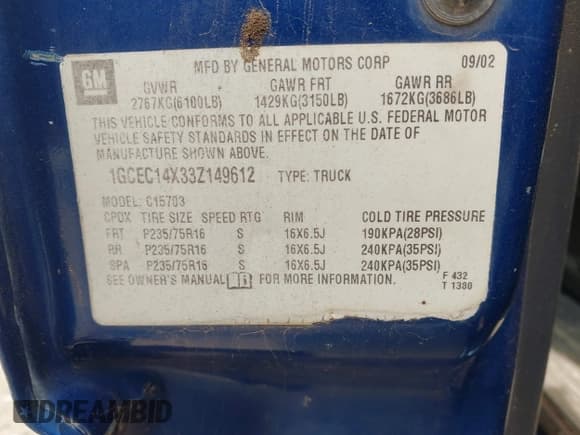 GM
MFD BY GENERAL MOTORS CORP 09/02
GVWR GAWR FRT GAWR RR
2767KG(6100LB) 1429KG(3150LB) 1672KG(3686LB)
THIS VEHICLE CONFORMS TO ALL APPLICABLE U.S. FEDERAL MOTOR
VEHICLE SAFETY STANDARDS IN EFFECT ON THE DATE OF
MANUFACTURE SHOWN ABOVE.
1GCEC14X33Z149612 TYPE: TRUCK
MODEL: C15703
CPDX TIRE SIZE SPEED RTG RIM COLD TIRE PRESSURE
FRT P235/75R16 S 16X6.5J 190KPA(28PSI)
RR P235/75R16 S 16X6.5J 240KPA(35PSI)
SPA P235/75R16 S 16X6.5J 240KPA(35PSI)
SEE OWNER'S MANUAL FOR MORE INFORMATION.
F 432
T 1380
DREAMBID